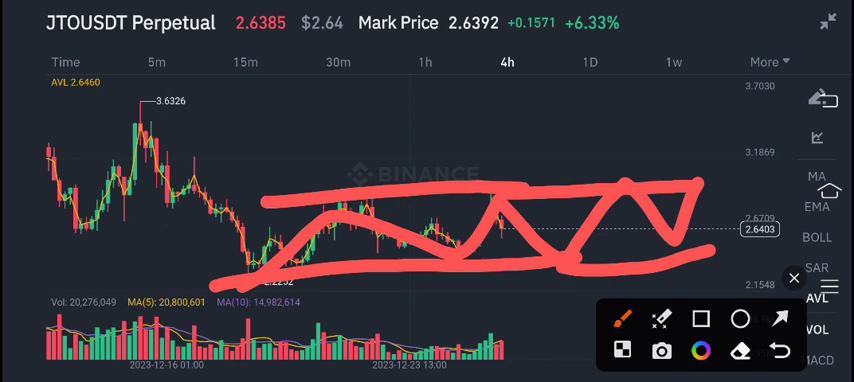 JTOUSDT Perpetual 2.6385 $2.64 Mark Price 2.6392 +0.1571 +6.33%
Time 5m 15m 30m 1h 4h 1D 1w More
AVL 2.6460
3.7030
3.6326
3.1869
BINANCE
MA
EMA
2.6709
2.6403
BOLL
SAR
2.1548
AVL
Vol: 20,276,049 MA(5): 20,800,601 MA(10): 14,982,614
VOL
MACD
2023-12-16 01:00 2023-12-23 13:00